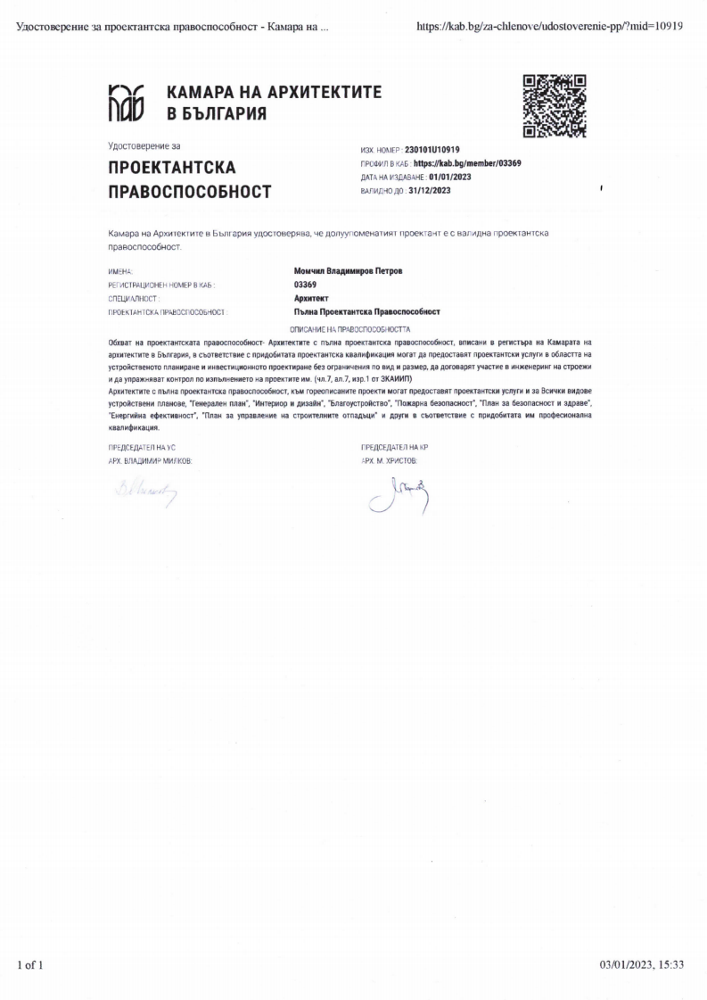 Удостоверение за проектантска правоспособност - Камара на ...
https://kab.bg/za-chlenove/udostoverenie-pp/?mid=10919
КАМАРА НА АРХИТЕКТИТЕ
В БЪЛГАРИЯ
Удостоверение за
ПРОЕКТАНТСКА
ПРАВОСПОСОБНОСТ
ИЗХ. НОМЕР : 230101U10919
ПРОФИЛ В КАБ : https://kab.bg/member/03369
ДАТА НА ИЗДАВАНЕ : 01/01/2023
ВАЛИДНО ДО : 31/12/2023
Камара на Архитектите в България удостоверява, че долуупоменатият проектант е с валидна проектантска
правоспособност.
ИМЕНА: Момчил Владимиров Петров
РЕГИСТРАЦИОНЕН НОМЕР В КАБ : 03369
СПЕЦИАЛНОСТ : Архитект
ПРОЕКТАНТСКА ПРАВОСПОСОБНОСТ : Пълна Проектантска Правоспособност
ОПИСАНИЕ НА ПРАВОСПОСОБНОСТТА
Обхват на проектантската правоспособност- Архитектите с пълна проектантска правоспособност, вписани в регистъра на Камарата на
архитектите в България, в съответствие с придобитата проектантска квалификация могат да предоставят проектантски услуги в областта на
устройственото планиране и инвестиционното проектиране без ограничения по вид и размер, да договарят участие в инженеринг на строежи
и да упражняват контрол по изпълнението на проектите им. (чл.7, ал.7, изр.1 от ЗКАИИП)
Архитектите с пълна проектантска правоспособност, към гореописаните проекти могат предоставят проектантски услуги и за Всички видове
устройствени планове, "Генерален план", "Интериор и дизайн", "Благоустройство", "Пожарна безопасност", "План за безопасност и здраве",
"Енергийна ефективност", "План за управление на строителните отпадъци" и други в съответствие с придобитата им професионална
квалификация.
ПРЕДСЕДАТЕЛ НА УС
АРХ. ВЛАДИМИР МИЛКОВ:
ПРЕДСЕДАТЕЛ НА КР
АРХ. М. ХРИСТОВ:
1 of 1
03/01/2023, 15:33